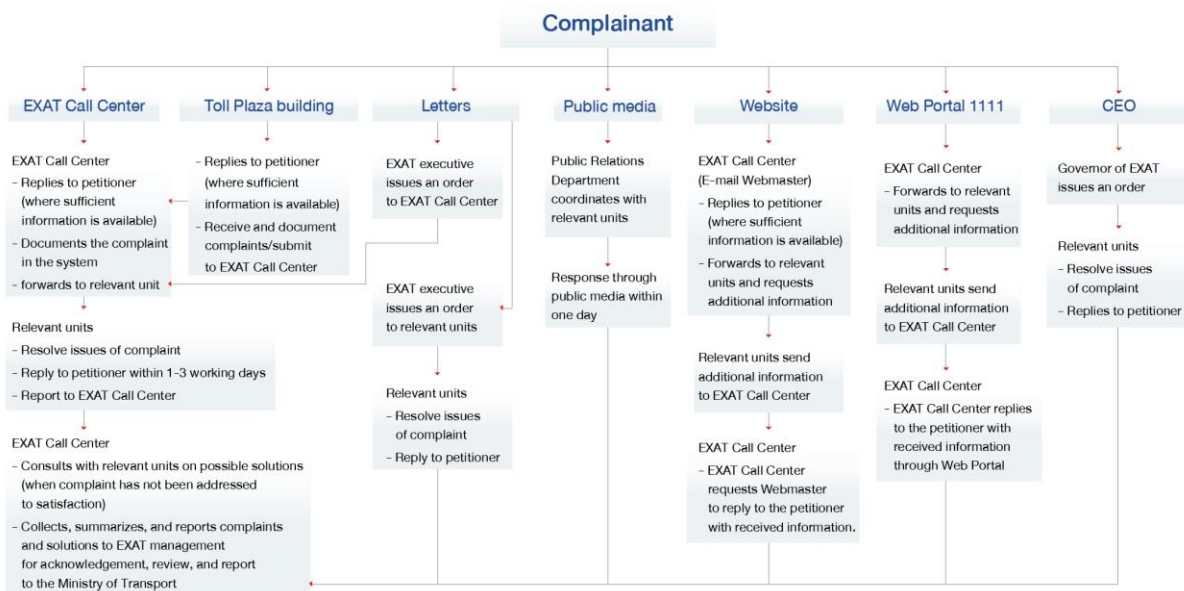 Complainant
EXAT Call Center
EXAT Call Center
- Replies to petitioner
(where sufficient
information is available)
- Documents the complaint
in the system
- forwards to relevant unit
Relevant units
- Resolve issues of complaint
- Reply to petitioner within 1-3 working days
- Report to EXAT Call Center
EXAT Call Center
- Consults with relevant units on possible solutions
(when complaint has not been addressed
to satisfaction)
- Collects, summarizes, and reports complaints
and solutions to EXAT management
for acknowledgement, review, and report
to the Ministry of Transport
Toll Plaza building
- Replies to petitioner
(where sufficient
information is available)
- Receive and document
complaints/submit
to EXAT Call Center
Letters
EXAT executive
issues an order
to EXAT Call Center
EXAT executive
issues an order
to relevant units
Relevant units
- Resolve issues
of complaint
- Reply to petitioner
Public media
Public Relations
Department
coordinates with
relevant units
Response through
public media within
one day
Website
EXAT Call Center
(E-mail Webmaster)
- Replies to petitioner
(where sufficient
information is available)
- Forwards to relevant
units and requests
additional information
Relevant units send
additional information
to EXAT Call Center
EXAT Call Center
- EXAT Call Center
requests Webmaster
to reply to the petitioner
with received information.
Web Portal 1111
EXAT Call Center
- Forwards to relevant
units and requests
additional information
Relevant units send
additional information
to EXAT Call Center
EXAT Call Center
- EXAT Call Center replies
to the petitioner with
received information
through Web Portal
CEO
Governor of EXAT
issues an order
Relevant units
- Resolve issues
of complaint
- Replies to petitioner